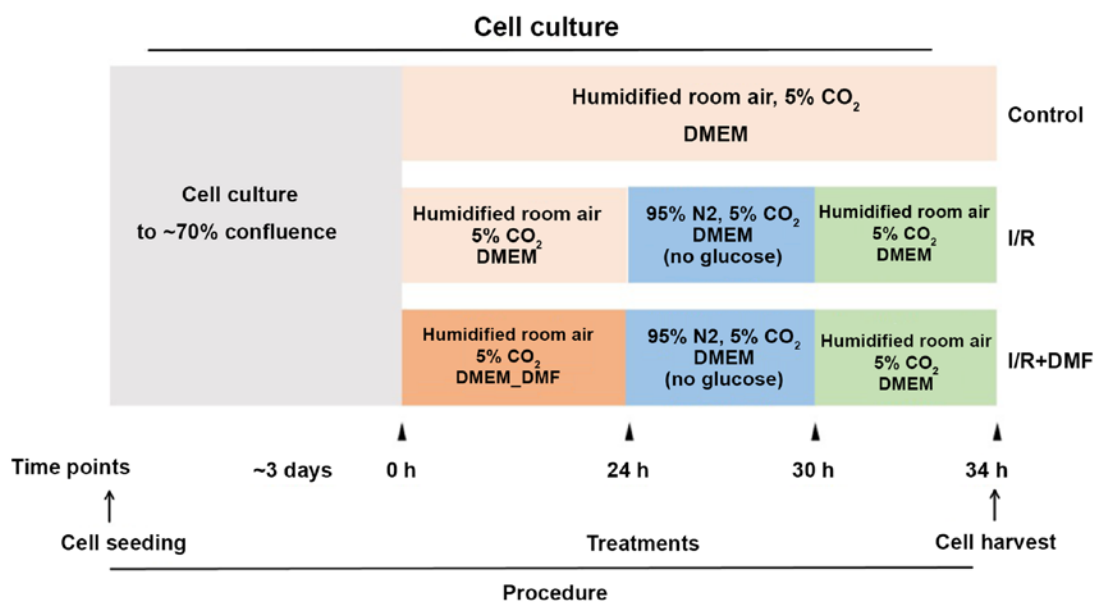 Cell culture
Humidified room air, 5% CO₂
DMEM
Control
Cell culture
to ~70% confluence
Humidified room air
5% CO₂
DMEM
95% N2, 5% CO₂
DMEM
(no glucose)
Humidified room air
5% CO₂
DMEM
I/R
Humidified room air
5% CO₂
DMEM_DMF
95% N2, 5% CO₂
DMEM
(no glucose)
Humidified room air
5% CO₂
DMEM
I/R+DMF
Time points
~3 days
0 h
24 h
30 h
34 h
Cell seeding
Treatments
Cell harvest
Procedure